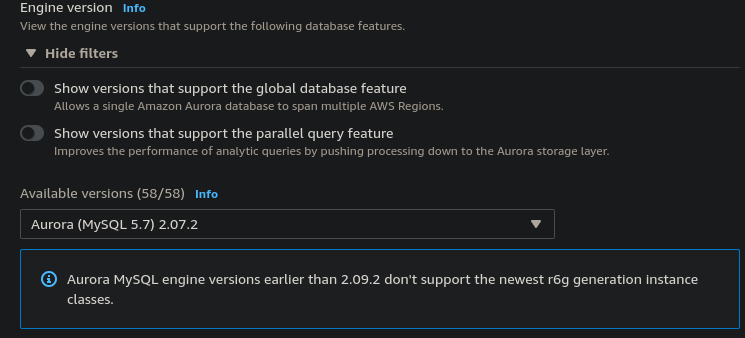 Engine version Info
View the engine versions that support the following database features.
Hide filters
Show versions that support the global database feature
Allows a single Amazon Aurora database to span multiple AWS Regions.
Show versions that support the parallel query feature
Improves the performance of analytic queries by pushing processing down to the Aurora storage layer.
Available versions (58/58) Info
Aurora (MySQL 5.7) 2.07.2
Aurora MySQL engine versions earlier than 2.09.2 don't support the newest r6g generation instance
classes.